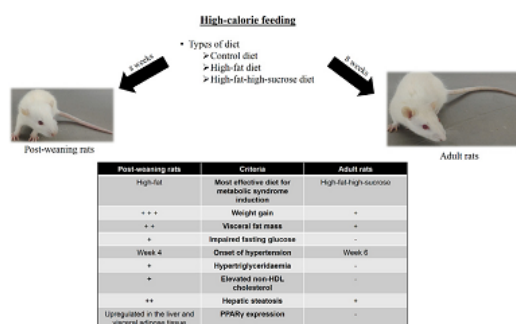 High-calorie feeding
• Types of diet
➢Control diet
➢High-fat diet
➢High-fat-high-sucrose diet
8 weeks
8 weeks
Post-weaning rats
Adult rats
Post-weaning rats Criteria Adult rats
High-fat Most effective diet for metabolic syndrome induction High-fat-high-sucrose
+ + + Weight gain +
+ + Visceral fat mass +
+ Impaired fasting glucose -
Week 4 Onset of hypertension Week 6
+ Hypertriglyceridaemia -
+ Elevated non-HDL cholesterol -
++ Hepatic steatosis +
Upregulated in the liver and visceral adipose tissue PPARγ expression -